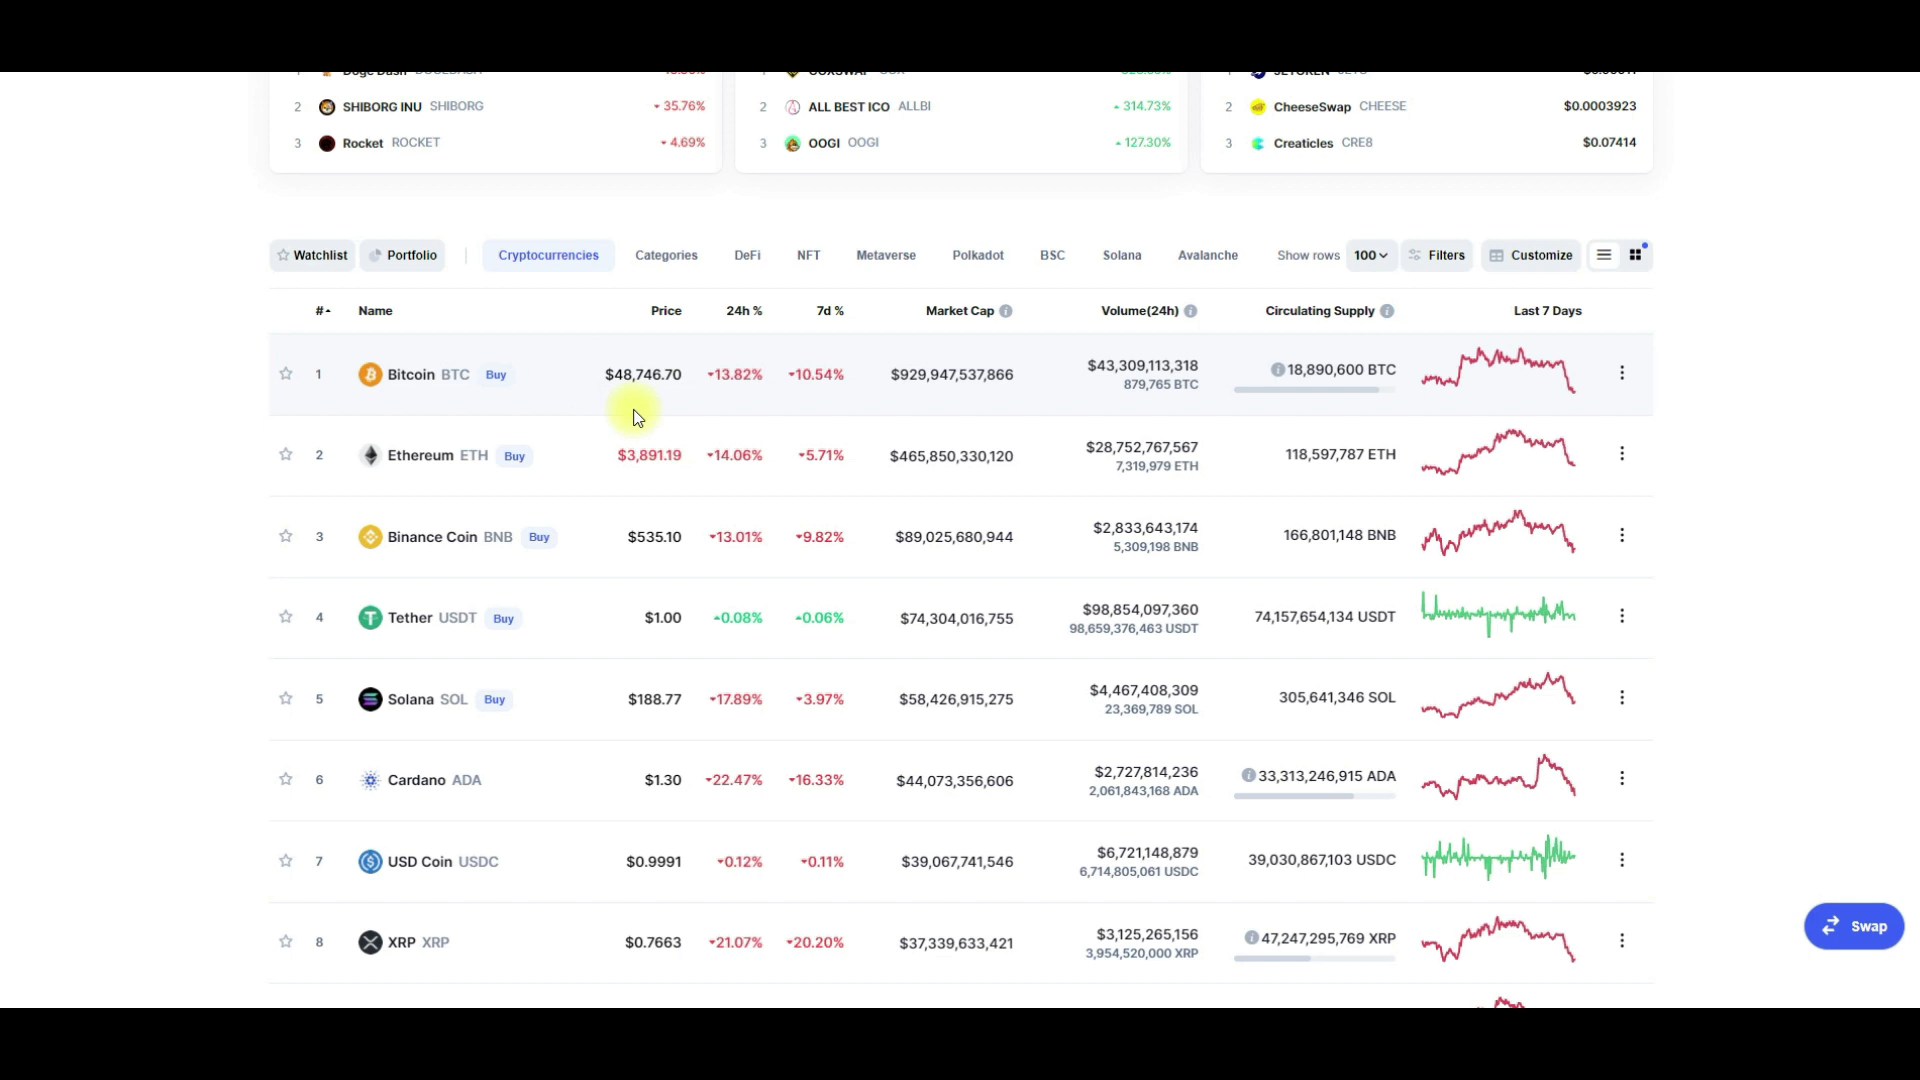 2 SHIBORG INU SHIBORG 35.76% 2 ALL BEST ICO ALLBI 314.73% 2 CheeseSwap CHEESE $0.0003923
3 Rocket ROCKET 4.69% 3 OOGI OOGI 127.30% 3 Creaticles CRE8 $0.07414
Watchlist Portfolio Cryptocurrencies Categories DeFi NFT Metaverse Polkadot BSC Solana Avalanche Show rows 100 Filters Customize
# Name Price 24h % 7d % Market Cap Volume(24h) Circulating Supply Last 7 Days
1 Bitcoin BTC Buy $48,746.70 13.82% 10.54% $929,947,537,866 $43,309,113,318 18,890,600 BTC
879,765 BTC
2 Ethereum ETH Buy $3,891.19 14.06% 5.71% $465,850,330,120 $28,752,767,567 118,597,787 ETH
7,319,979 ETH
3 Binance Coin BNB Buy $535.10 13.01% 9.82% $89,025,680,944 $2,833,643,174 166,801,148 BNB
5,309,198 BNB
4 Tether USDT Buy $1.00 0.08% 0.06% $74,304,016,755 $98,854,097,360 74,157,654,134 USDT
98,659,376,463 USDT
5 Solana SOL Buy $188.77 17.89% 3.97% $58,426,915,275 $4,467,408,309 305,641,346 SOL
23,369,789 SOL
6 Cardano ADA $1.30 22.47% 16.33% $44,073,356,606 $2,727,814,236 33,313,246,915 ADA
2,061,843,168 ADA
7 USD Coin USDC $0.9991 0.12% 0.11% $39,067,741,546 $6,721,148,879 39,030,867,103 USDC
6,714,805,061 USDC
Swap
8 XRP XRP $0.7663 21.07% 20.20% $37,339,633,421 $3,125,265,156 47,247,295,769 XRP
3,954,520,000 XRP